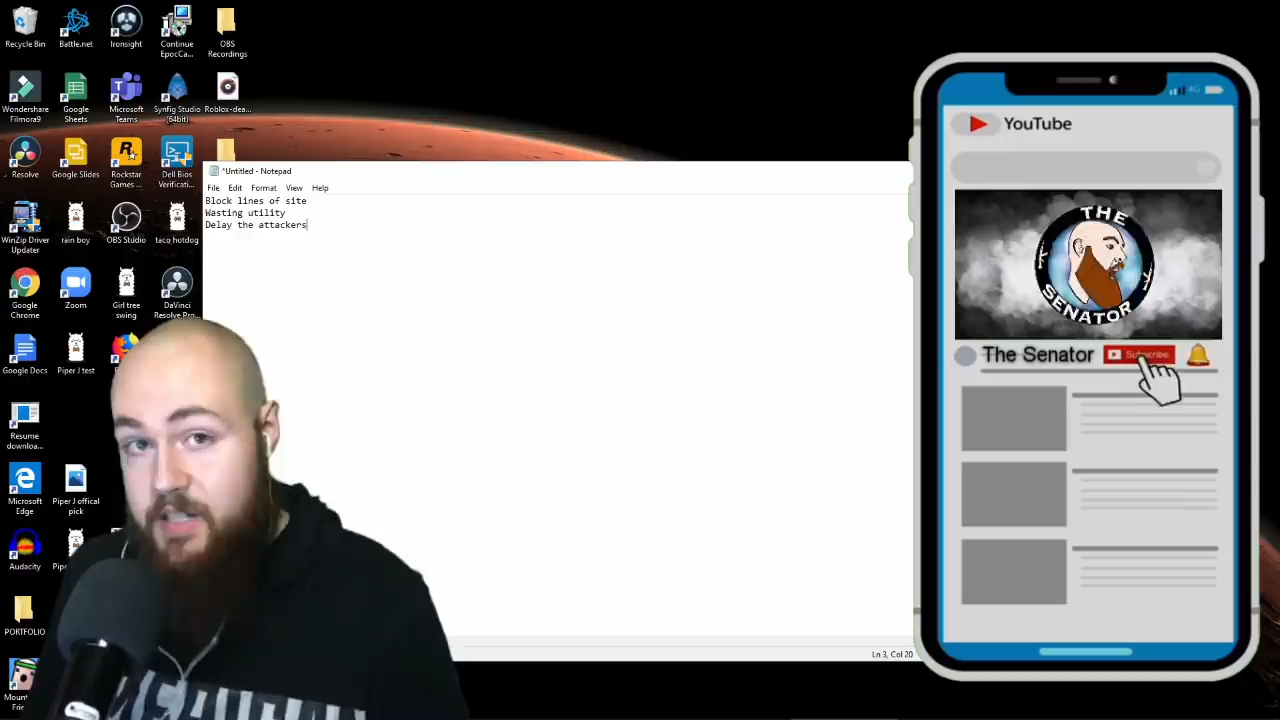 Recycle Bin
Battle.net
Ironsight
Continue
EpocCa...
OBS
Recordings
Wondershare
Filmora9
Google
Sheets
Microsoft
Teams
Synfig Studio
(64bit)
Roblox-dea...
Resolve
Google Slides
Rockstar
Games ...
Dell Bios
Verificati...
WinZip Driver
Updater
rain boy
OBS Studio
taco hotdog
Google
Chrome
Zoom
Girl tree
swing
DaVinci
Resolve Pro...
Google Docs
Piper J test
Resume
downloa...
Microsoft
Edge
Piper J offical
pick
Audacity
PORTFOLIO
*Untitled - Notepad
File Edit Format View Help
Block lines of site
Wasting utility
Delay the attackers
Ln 3, Col 20
4G
YouTube
THE
SENATOR
The Senator
Subscribe